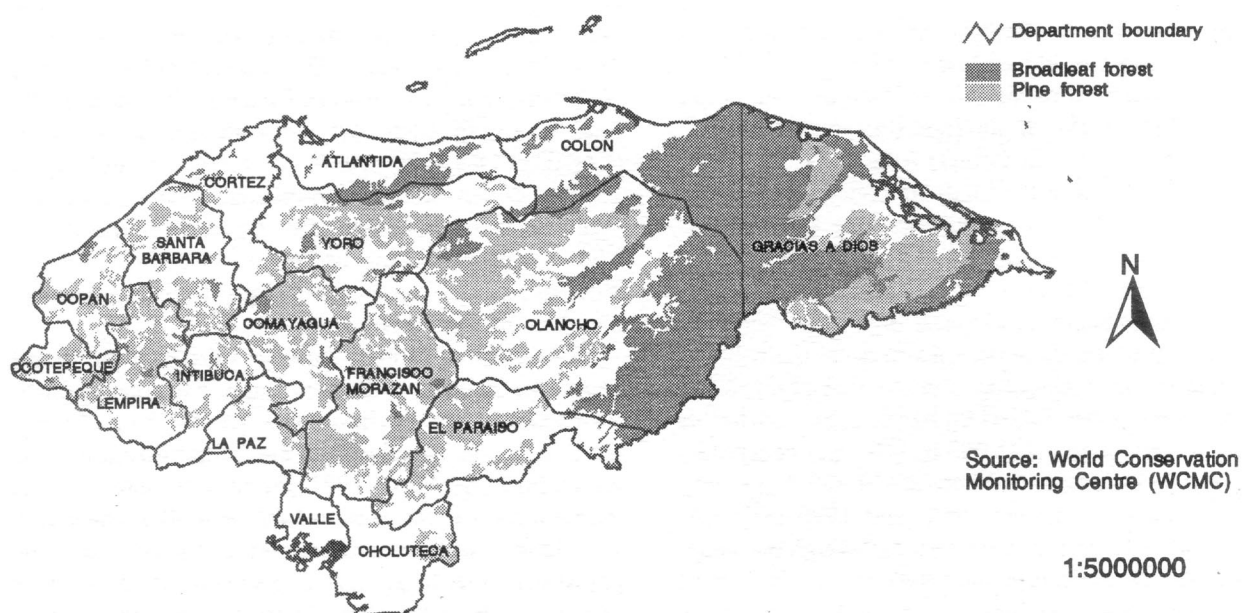 Department boundary
Broadleaf forest
Pine forest
COLON
ATLANTIDA
CORTEZ
SANTA
BARBARA
YORO
GRACIAS A DIOS
COPAN
COMAYAGUA
OLANCHO
OCOTEPEQUE
INTIBUCA
FRANCISCO
MORAZAN
LEMPIRA
EL PARAISO
LA PAZ
VALLE
CHOLUTECA
N
Source: World Conservation
Monitoring Centre (WCMC)
1:5000000